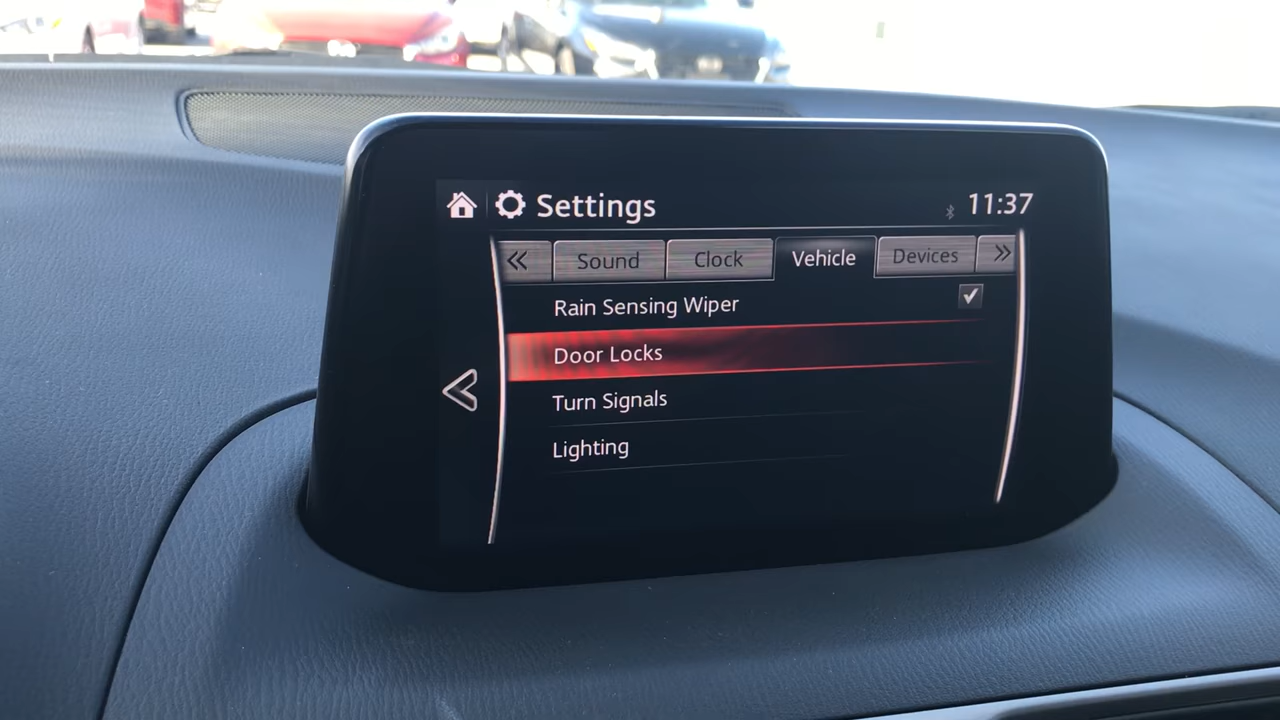 Settings 11:37
« Sound Clock Vehicle Devices »
Rain Sensing Wiper
Door Locks
Turn Signals
Lighting